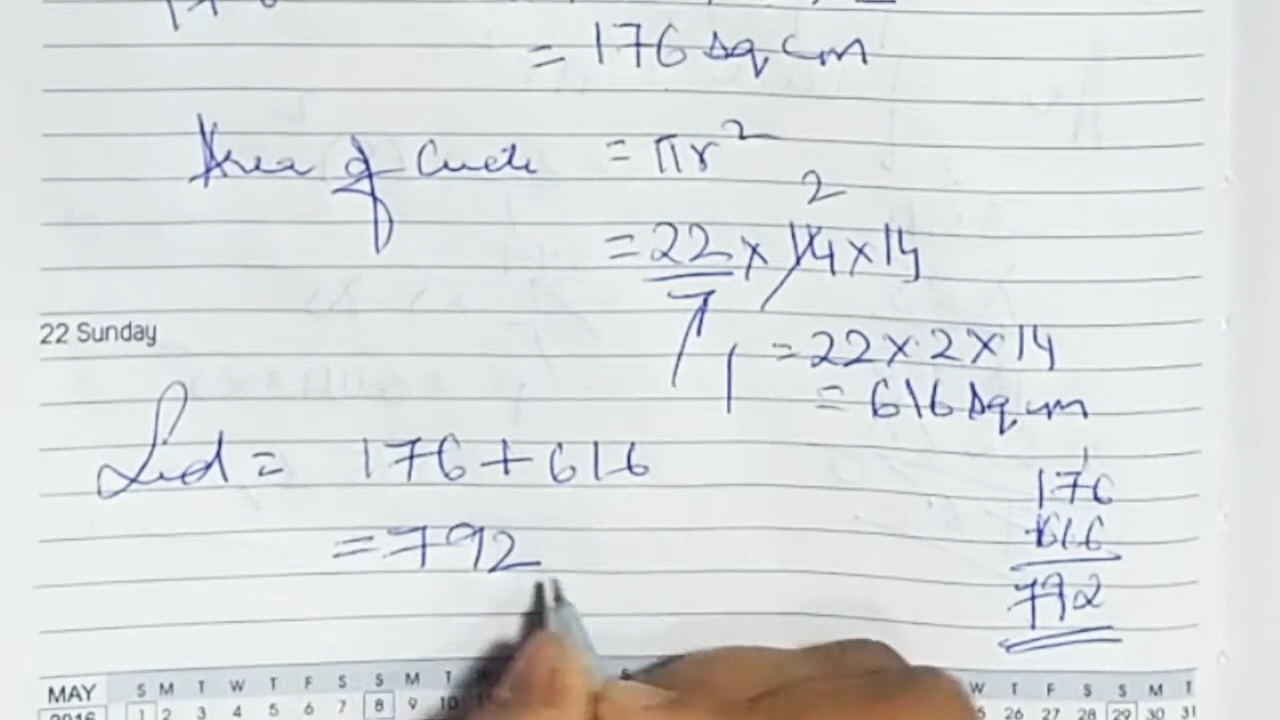 = 176 sq cm
Area of Circle = πr²
2
= 22 × 14 × 14
7
1 = 22×2×14
= 616 sq cm
22 Sunday
Lid = 176+616
= 792
1
176
+616
792
MAY S M T W T F S S M T W T F S S M T
2016 1 2 3 4 5 6 7 8 9 10 26 27 28 29 30 31